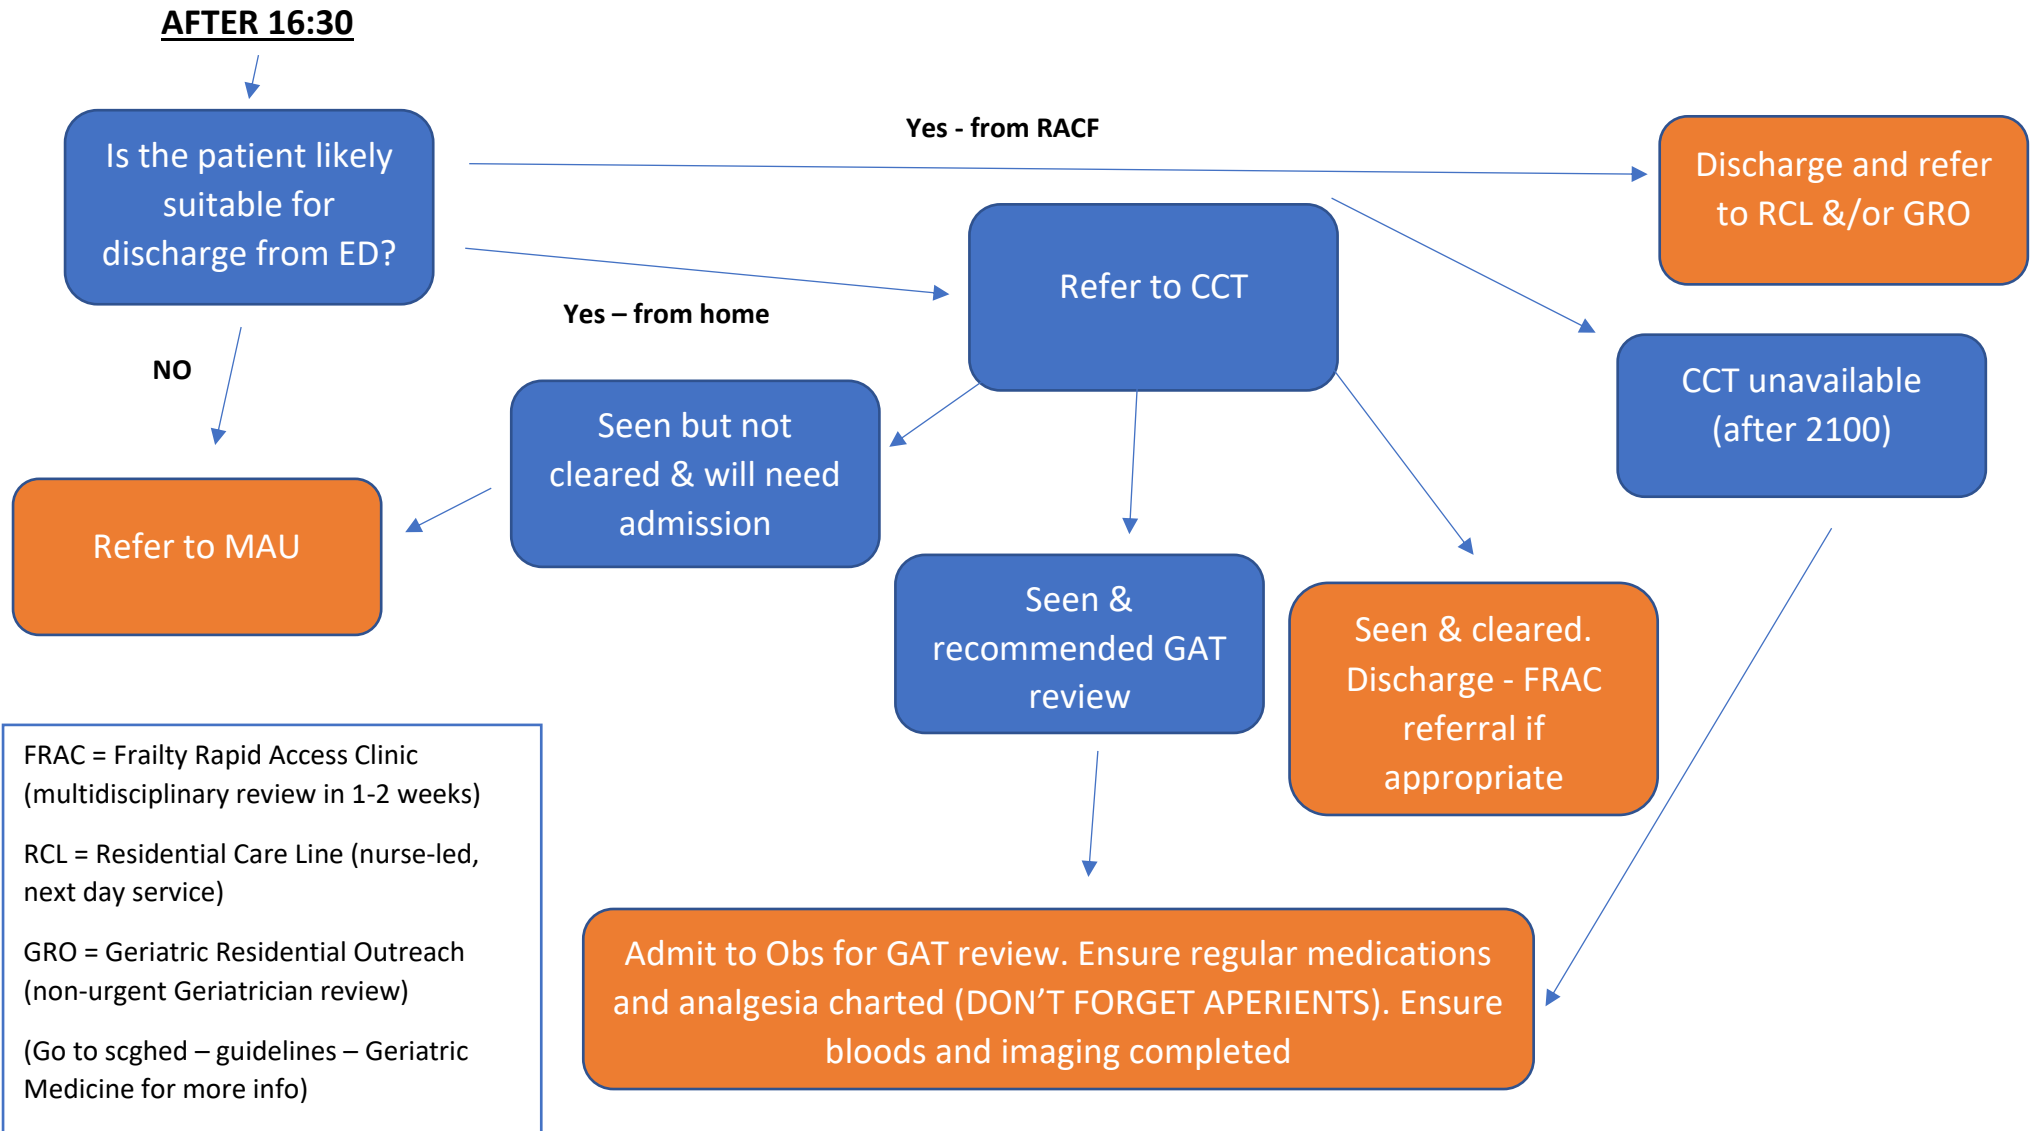 AFTER 16:30
Is the patient likely
suitable for
discharge from ED?
Yes - from RACF
Discharge and refer
to RCL &/or GRO
Yes – from home
Refer to CCT
CCT unavailable
(after 2100)
NO
Seen but not
cleared & will need
admission
Refer to MAU
Seen &
recommended GAT
review
Seen & cleared.
Discharge - FRAC
referral if
appropriate
Admit to Obs for GAT review. Ensure regular medications
and analgesia charted (DON’T FORGET APERIENTS). Ensure
bloods and imaging completed
FRAC = Frailty Rapid Access Clinic
(multidisciplinary review in 1-2 weeks)
RCL = Residential Care Line (nurse-led,
next day service)
GRO = Geriatric Residential Outreach
(non-urgent Geriatrician review)
(Go to scghed – guidelines – Geriatric
Medicine for more info)